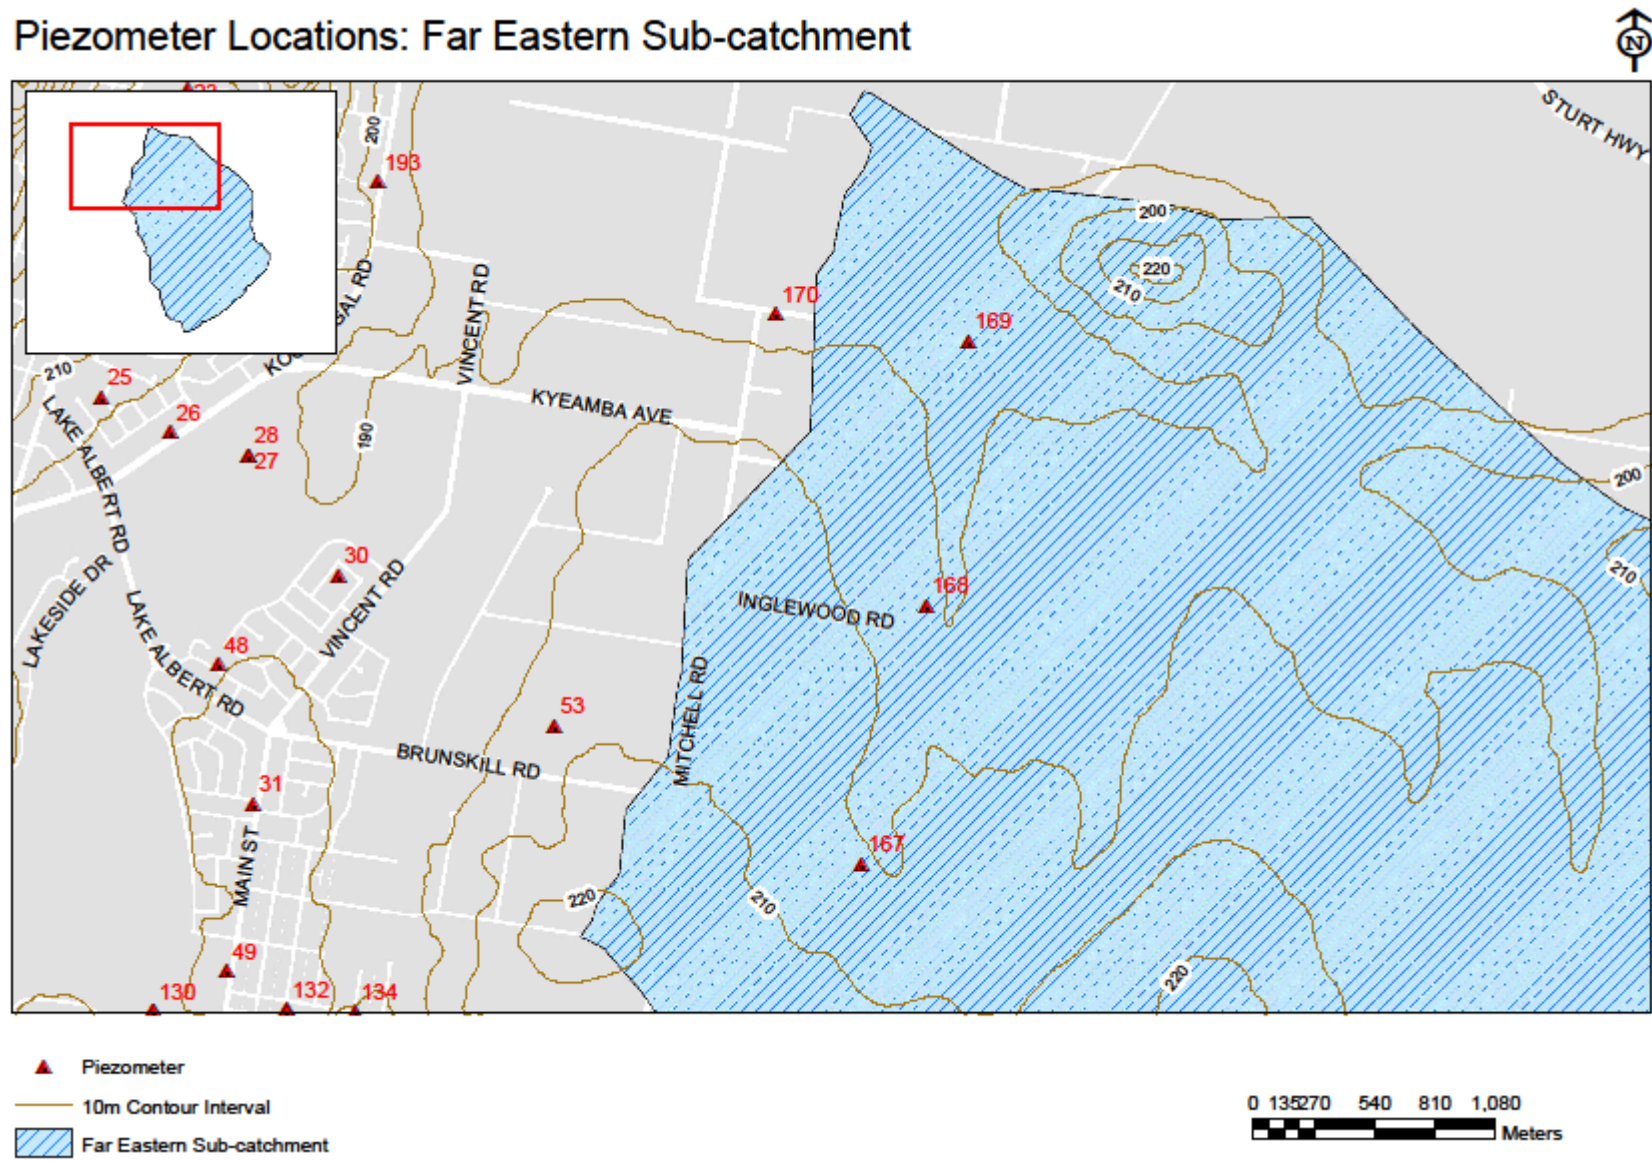 Piezometer Locations: Far Eastern Sub-catchment
N
STURT HWY
200
193
200
VINCENT RD
220
210
170
169
210
25
26
KYEAMBA AVE
28
27
190
LAKE ALBERT RD
200
210
30
VINCENT RD
LAKESIDE DR
168
INGLEWOOD RD
LAKE ALBERT RD
48
MITCHELL RD
53
BRUNSKILL RD
31
MAIN ST
167
220
210
49
220
130
132
134
Piezometer
10m Contour Interval
Far Eastern Sub-catchment
0 135270 540 810 1,080
Meters